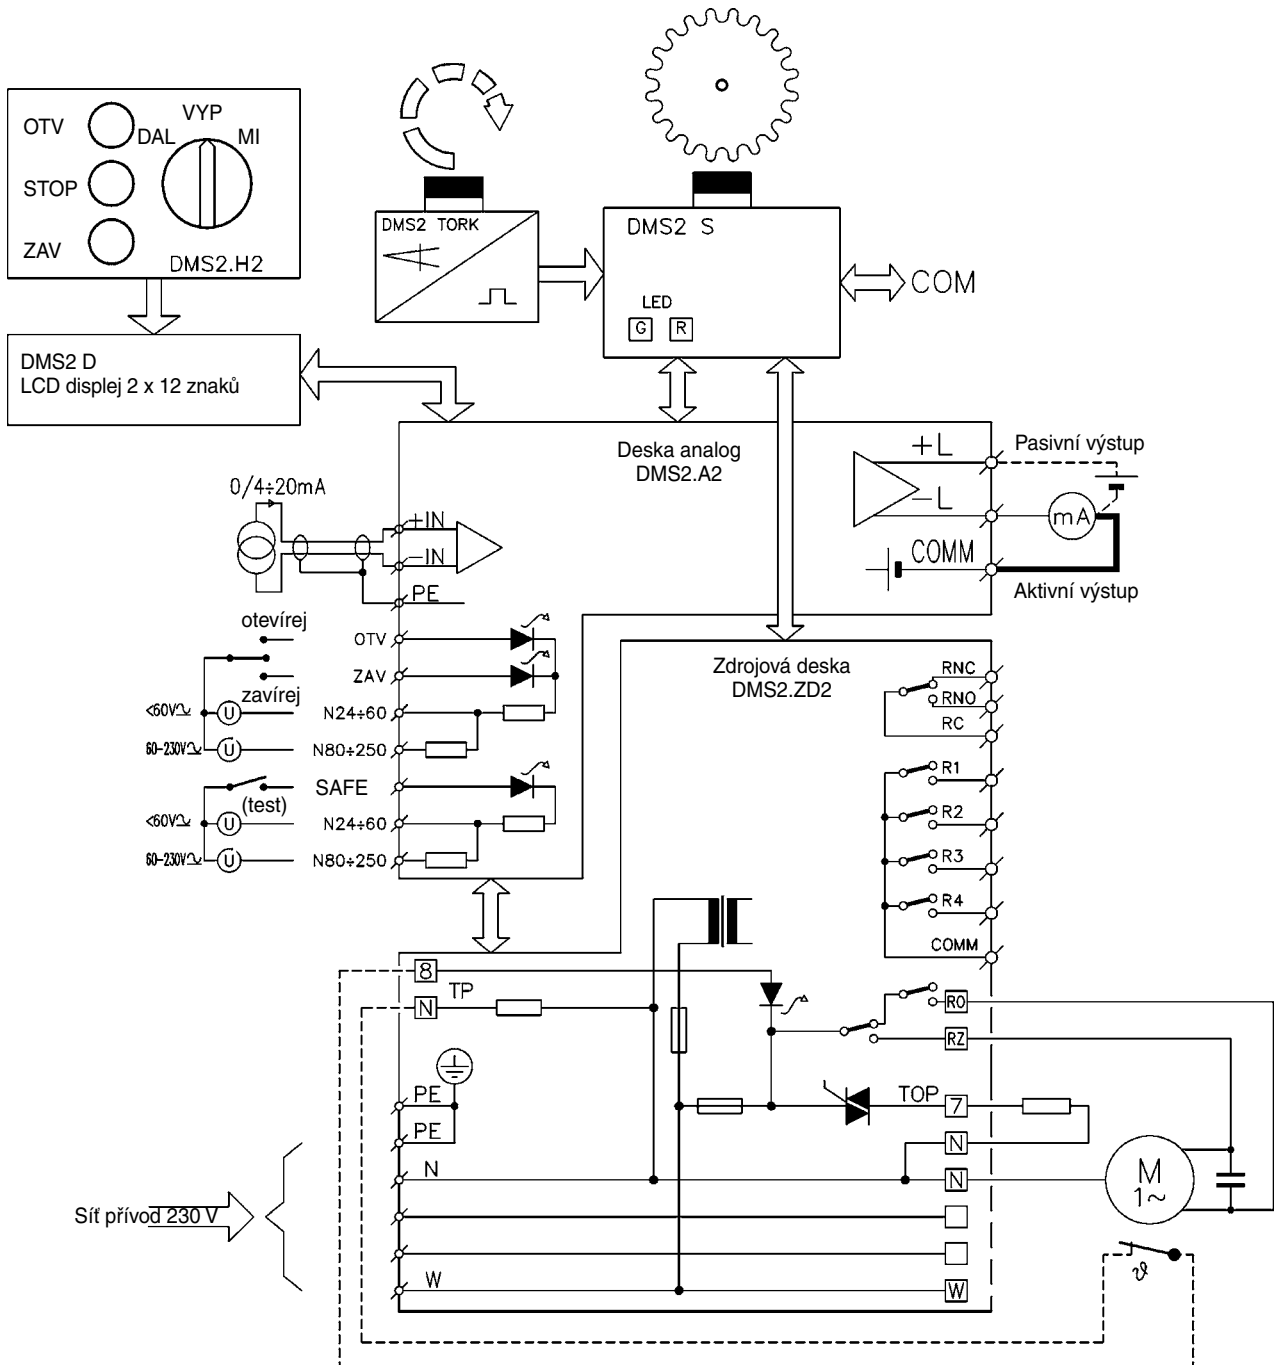 OTV
VYP
DAL
MI
STOP
ZAV
DMS2.H2
DMS2 TORK
DMS2 S
LED
G R
COM
DMS2 D
LCD displej 2 x 12 znaků
Deska analog
DMS2.A2
+L
Pasivní výstup
-L
mA
COMM
Aktivní výstup
0/4÷20mA
+IN
-IN
PE
otevírej
OTV
ZAV
zavírej
<60V
U
N24÷60
60-230V
U
N80÷250
SAFE
(test)
<60V
U
N24÷60
60-230V
U
N80÷250
Zdrojová deska
DMS2.ZD2
RNC
RNO
RC
R1
R2
R3
R4
COMM
8
TP
N
RO
RZ
PE
TOP
7
PE
N
N
N
M
1~
Síť přívod 230 V
W
W
ϑ